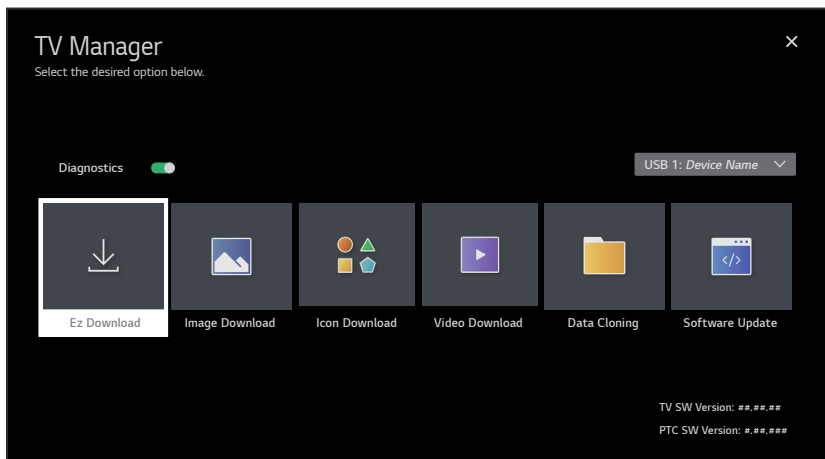 TV Manager
Select the desired option below.
Diagnostics
USB 1: Device Name
Ez Download
Image Download
Icon Download
Video Download
Data Cloning
</>
Software Update
TV SW Version: ##.##.##
PTC SW Version: #.##.###